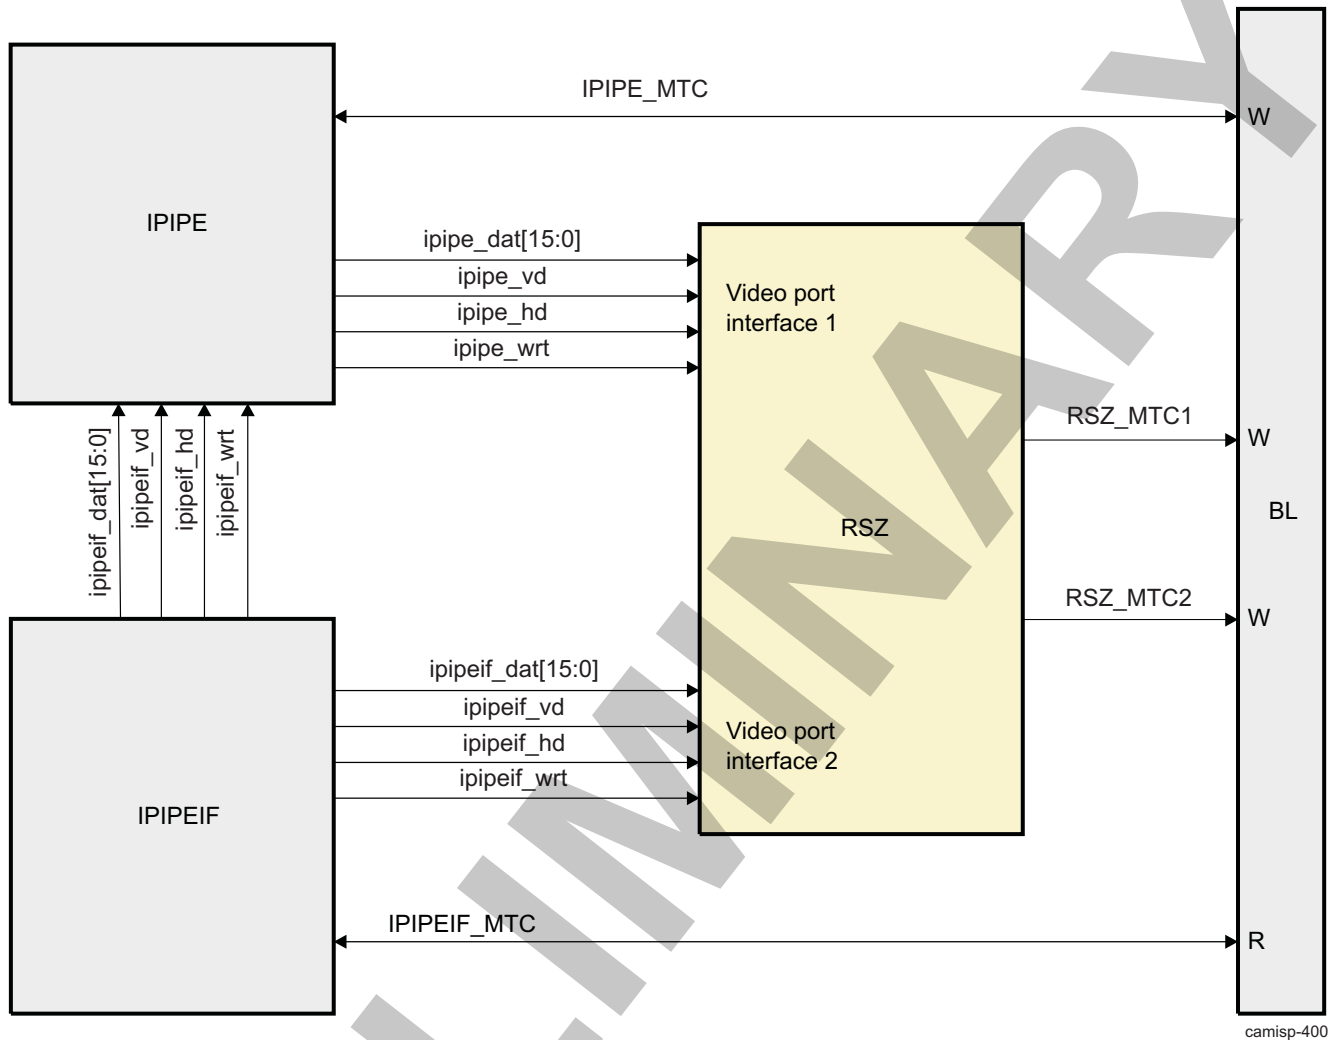 IPIPE_MTC
W
IPIPE
ipipe_dat[15:0]
ipipe_vd
ipipe_hd
ipipe_wrt
Video port
interface 1
ipipeif_dat[15:0]
ipipeif_vd
ipipeif_hd
ipipeif_wrt
RSZ_MTC1
W
BL
RSZ
RSZ_MTC2
W
ipipeif_dat[15:0]
ipipeif_vd
ipipeif_hd
ipipeif_wrt
Video port
interface 2
IPIPEIF
IPIPEIF_MTC
R
camisp-400
LIMINARY